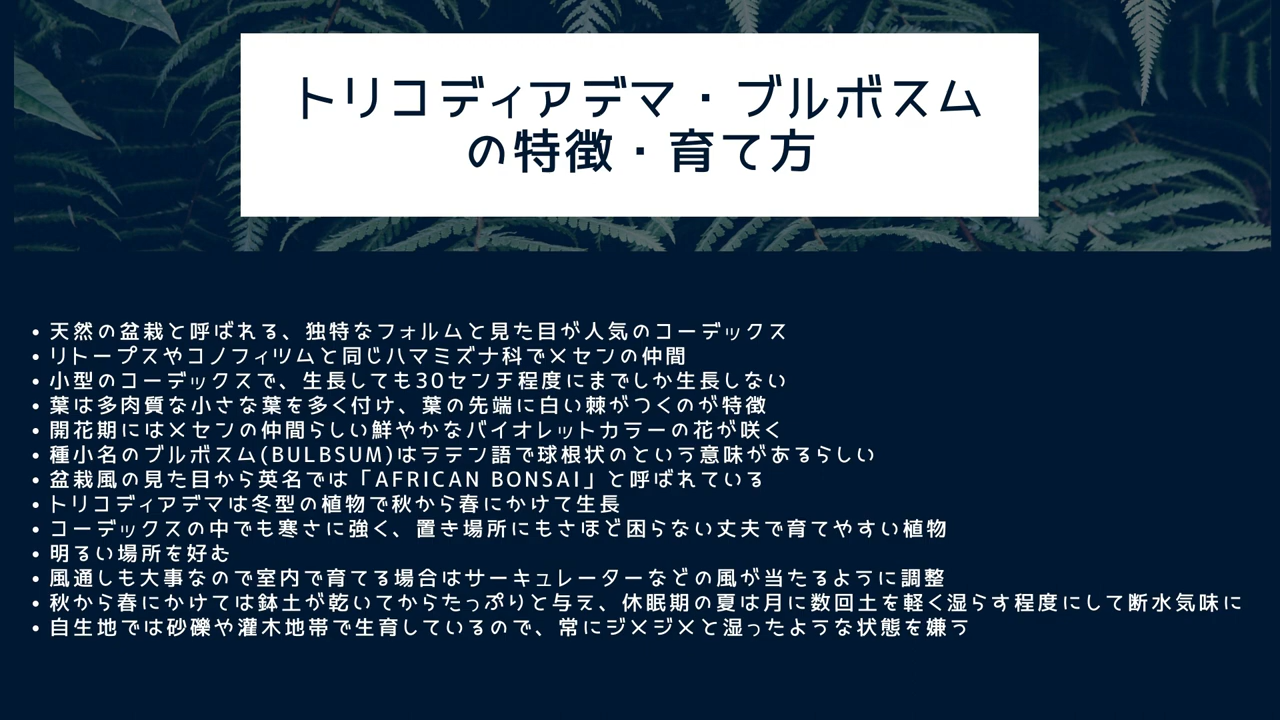 トリコディアデマ・ブルボスム
の特徴・育て方
• 天然の盆栽と呼ばれる、独特なフォルムと見た目が人気のコーデックス
• リトープスやコノフィツムと同じハマミズナ科でメセンの仲間
• 小型のコーデックスで、生長しても30センチ程度にまでしか生長しない
• 葉は多肉質な小さな葉を多く付け、葉の先端に白い棘がつくのが特徴
• 開花期にはメセンの仲間らしい鮮やかなバイオレットカラーの花が咲く
• 種小名のブルボスム(BULBSUM)はラテン語で球根状のという意味があるらしい
• 盆栽風の見た目から英名では「AFRICAN BONSAI」と呼ばれている
• トリコディアデマは冬型の植物で秋から春にかけて生長
• コーデックスの中でも寒さに強く、置き場所にもさほど困らない丈夫で育てやすい植物
• 明るい場所を好む
• 風通しも大事なので室内で育てる場合はサーキュレーターなどの風が当たるように調整
• 秋から春にかけては鉢土が乾いてからたっぷりと与え、休眠期の夏は月に数回土を軽く湿らす程度にして断水気味に
• 自生地では砂礫や灌木地帯で生育しているので、常にジメジメと湿ったような状態を嫌う